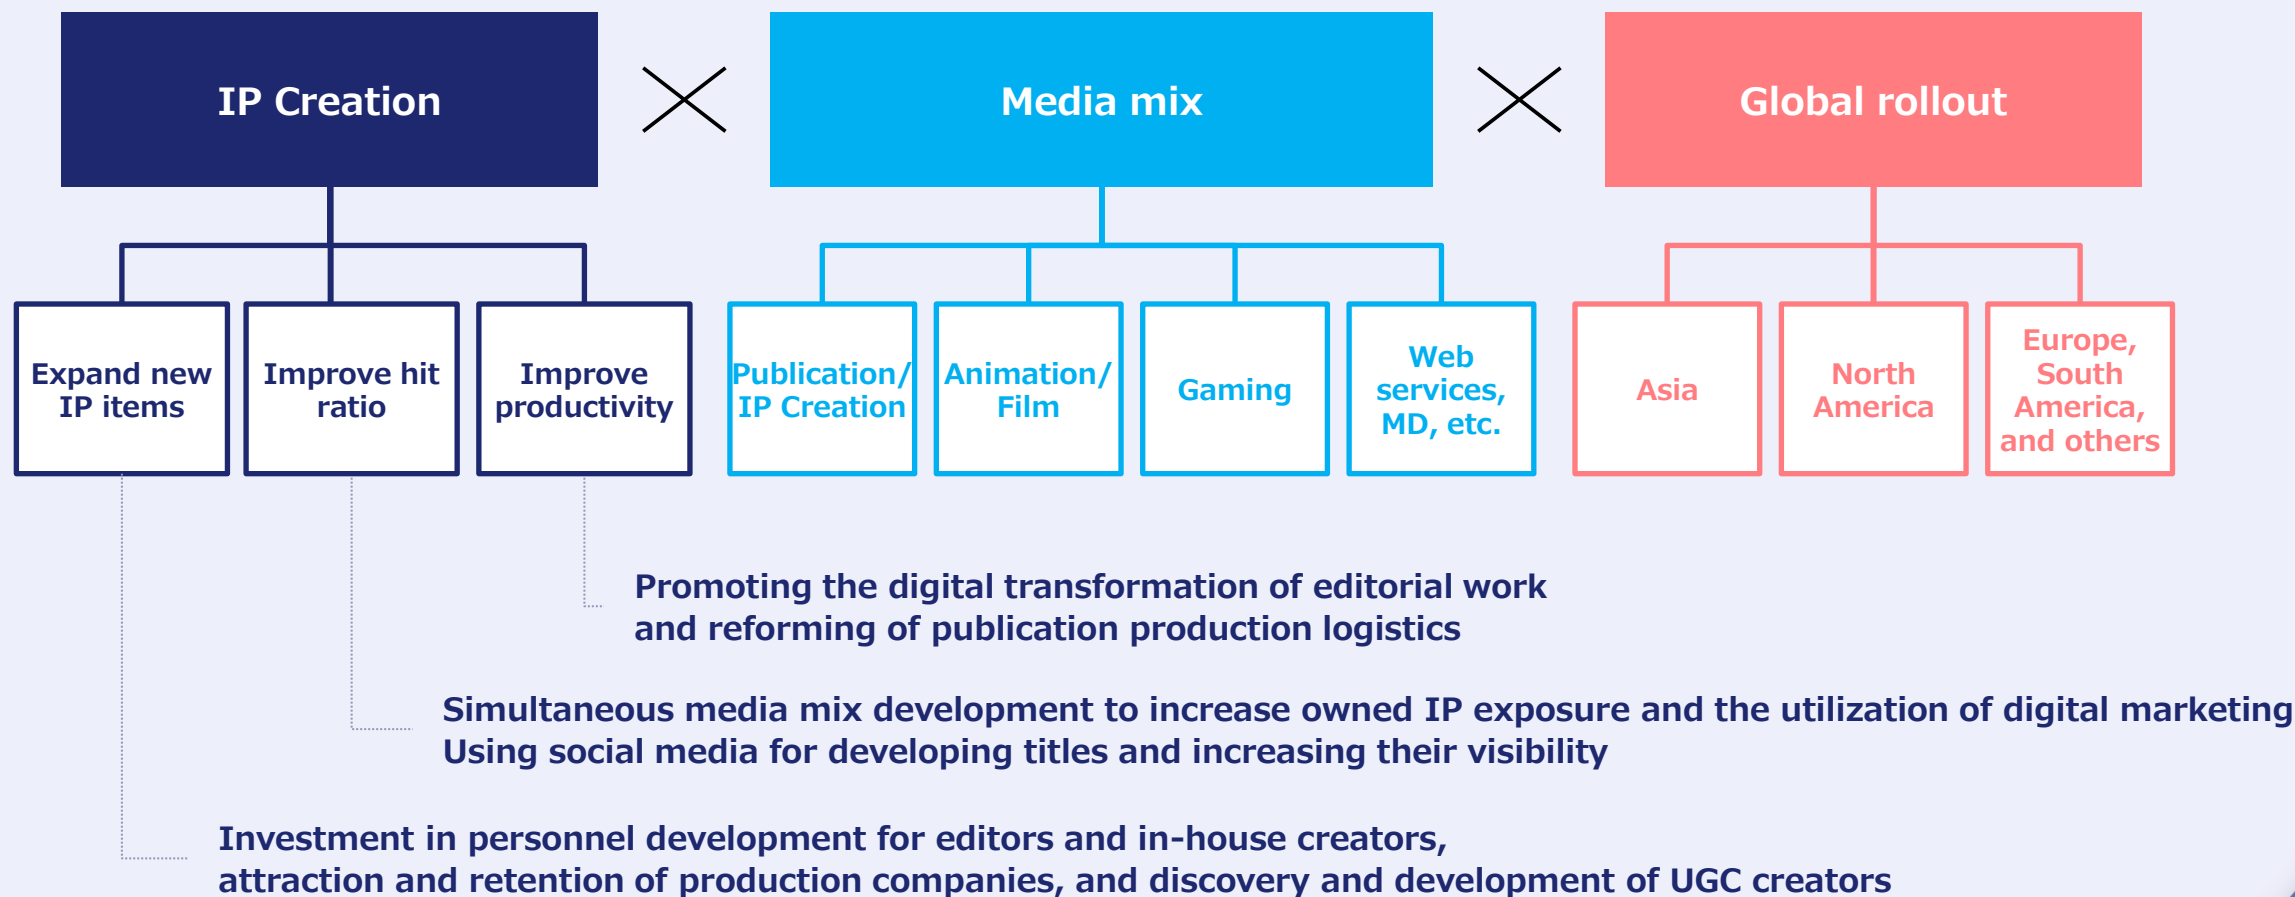 IP Creation
Media mix
Global rollout
Expand new
IP items
Improve hit
ratio
Improve
productivity
Publication/
IP Creation
Animation/
Film
Gaming
Web
services,
MD, etc.
Asia
North
America
Europe,
South
America,
and others
Promoting the digital transformation of editorial work
and reforming of publication production logistics
Simultaneous media mix development to increase owned IP exposure and the utilization of digital marketing
Using social media for developing titles and increasing their visibility
Investment in personnel development for editors and in-house creators,
attraction and retention of production companies, and discovery and development of UGC creators